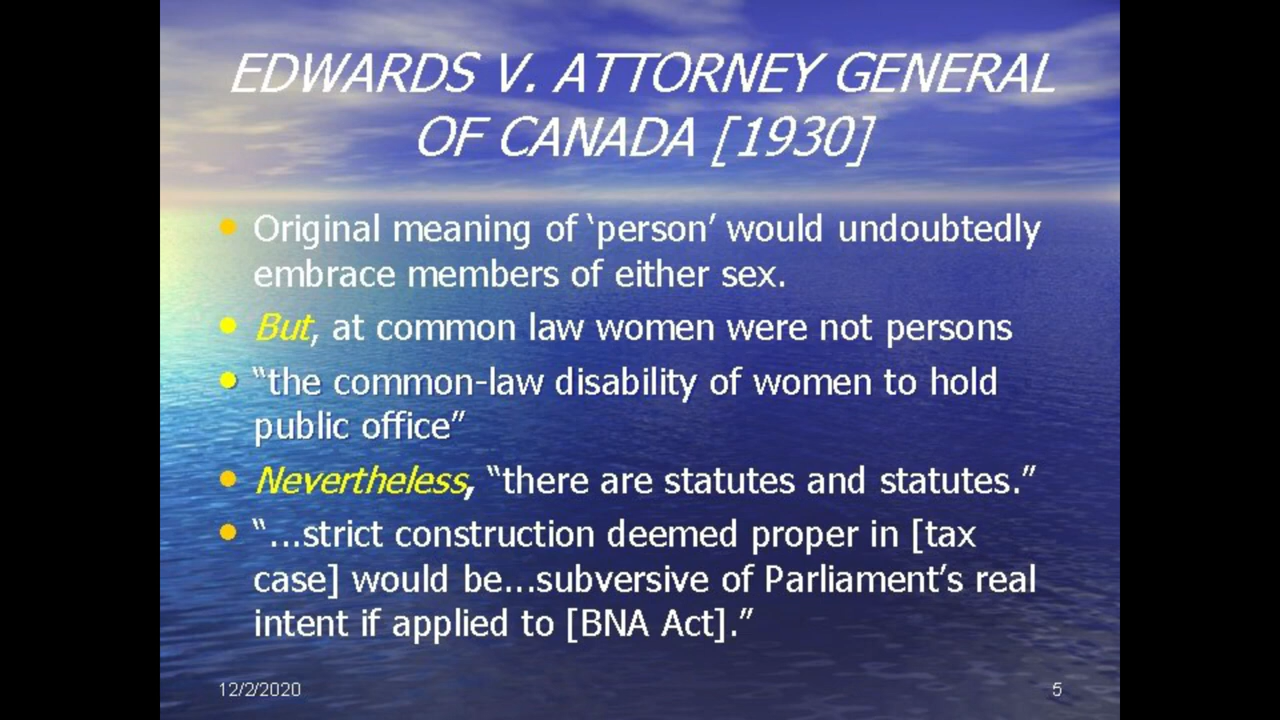 EDWARDS V. ATTORNEY GENERAL
OF CANADA [1930]
• Original meaning of ‘person’ would undoubtedly
embrace members of either sex.
• But, at common law women were not persons
• “the common-law disability of women to hold
public office”
• Nevertheless, “there are statutes and statutes.”
• “...strict construction deemed proper in [tax
case] would be...subversive of Parliament’s real
intent if applied to [BNA Act].”
12/2/2020
5